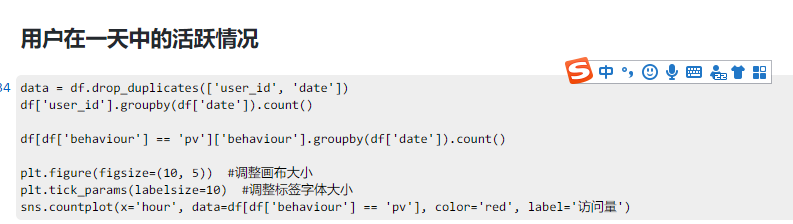 用户在一天中的活跃情况
34
data = df.drop_duplicates(['user_id', 'date'])
df['user_id'].groupby(df['date']).count()
df[df['behaviour'] == 'pv']['behaviour'].groupby(df['date']).count()
plt.figure(figsize=(10, 5))  #调整画布大小
plt.tick_params(labelsize=10)  #调整标签字体大小
sns.countplot(x='hour', data=df[df['behaviour'] == 'pv'], color='red', label='访问量')
S 中